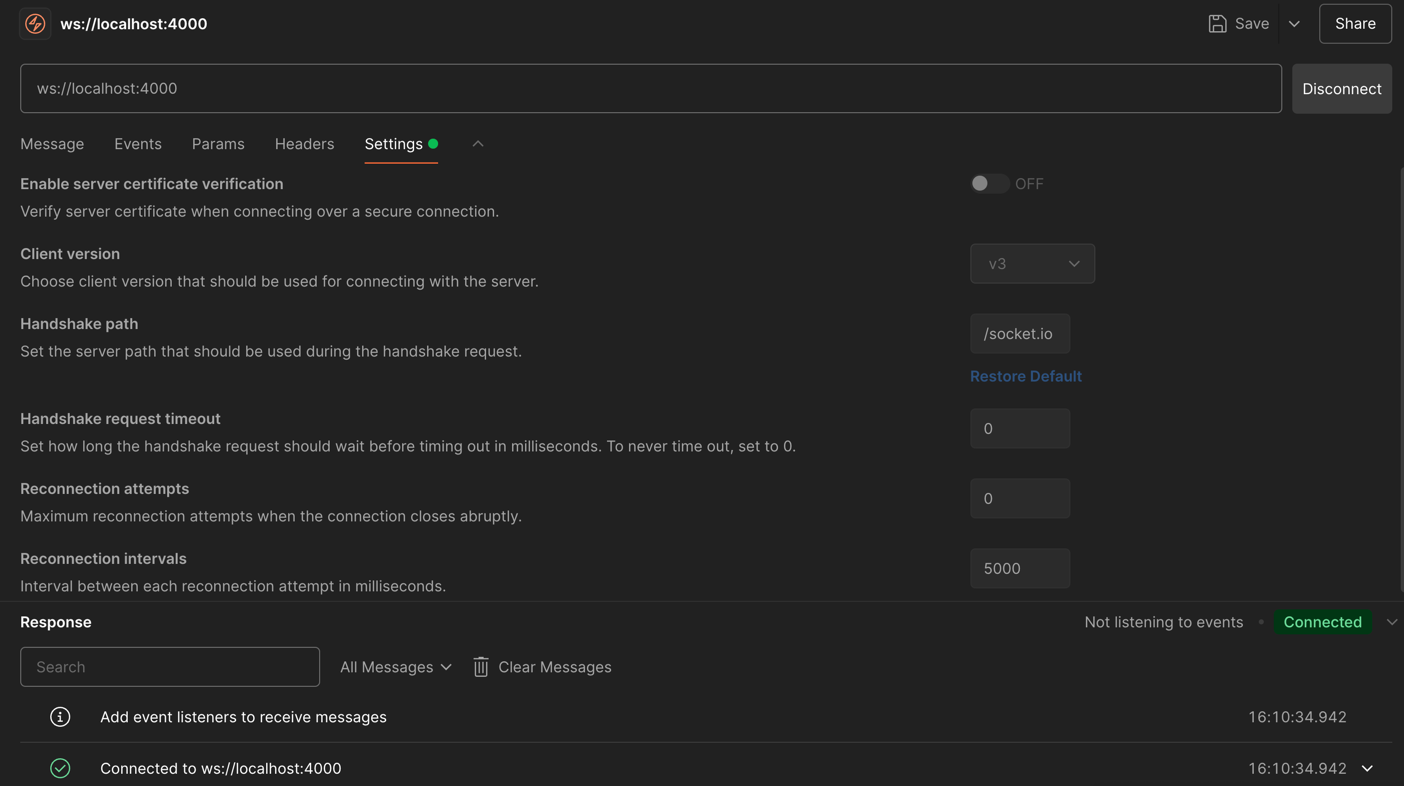 ws://localhost:4000
Save
Share
ws://localhost:4000
Disconnect
Message Events Params Headers Settings
Enable server certificate verification
OFF
Verify server certificate when connecting over a secure connection.
Client version
v3
Choose client version that should be used for connecting with the server.
Handshake path
/socket.io
Set the server path that should be used during the handshake request.
Restore Default
Handshake request timeout
0
Set how long the handshake request should wait before timing out in milliseconds. To never time out, set to 0.
Reconnection attempts
0
Maximum reconnection attempts when the connection closes abruptly.
Reconnection intervals
5000
Interval between each reconnection attempt in milliseconds.
Response
Not listening to events
Connected
Search
All Messages
Clear Messages
Add event listeners to receive messages
16:10:34.942
Connected to ws://localhost:4000
16:10:34.942